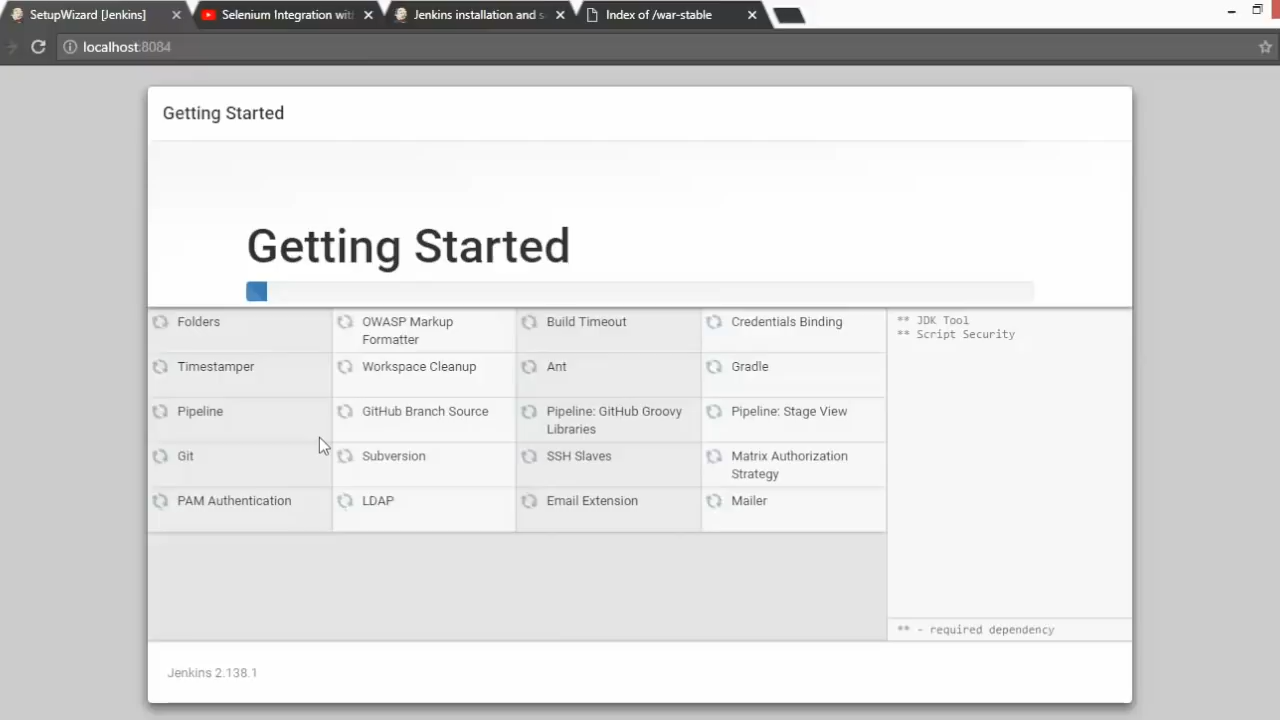 SetupWizard [Jenkins]
Selenium Integration wit
Jenkins installation and s
Index of /war-stable
localhost:8084
Getting Started
Getting Started
Folders
OWASP Markup
Formatter
Build Timeout
Credentials Binding
Timestamper
Workspace Cleanup
Ant
Gradle
Pipeline
GitHub Branch Source
Pipeline: GitHub Groovy
Libraries
Pipeline: Stage View
Git
Subversion
SSH Slaves
Matrix Authorization
Strategy
PAM Authentication
LDAP
Email Extension
Mailer
** JDK Tool
** Script Security
** - required dependency
Jenkins 2.138.1